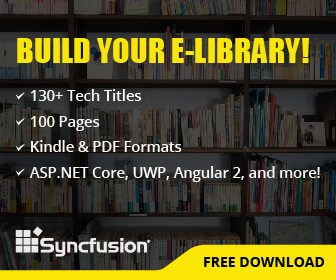 BUILD YOUR E-LIBRARY!
✓ 130+ Tech Titles
✓ 100 Pages
✓ Kindle & PDF Formats
✓ ASP.NET Core, UWP, Angular 2, and more!
Syncfusion®
FREE DOWNLOAD